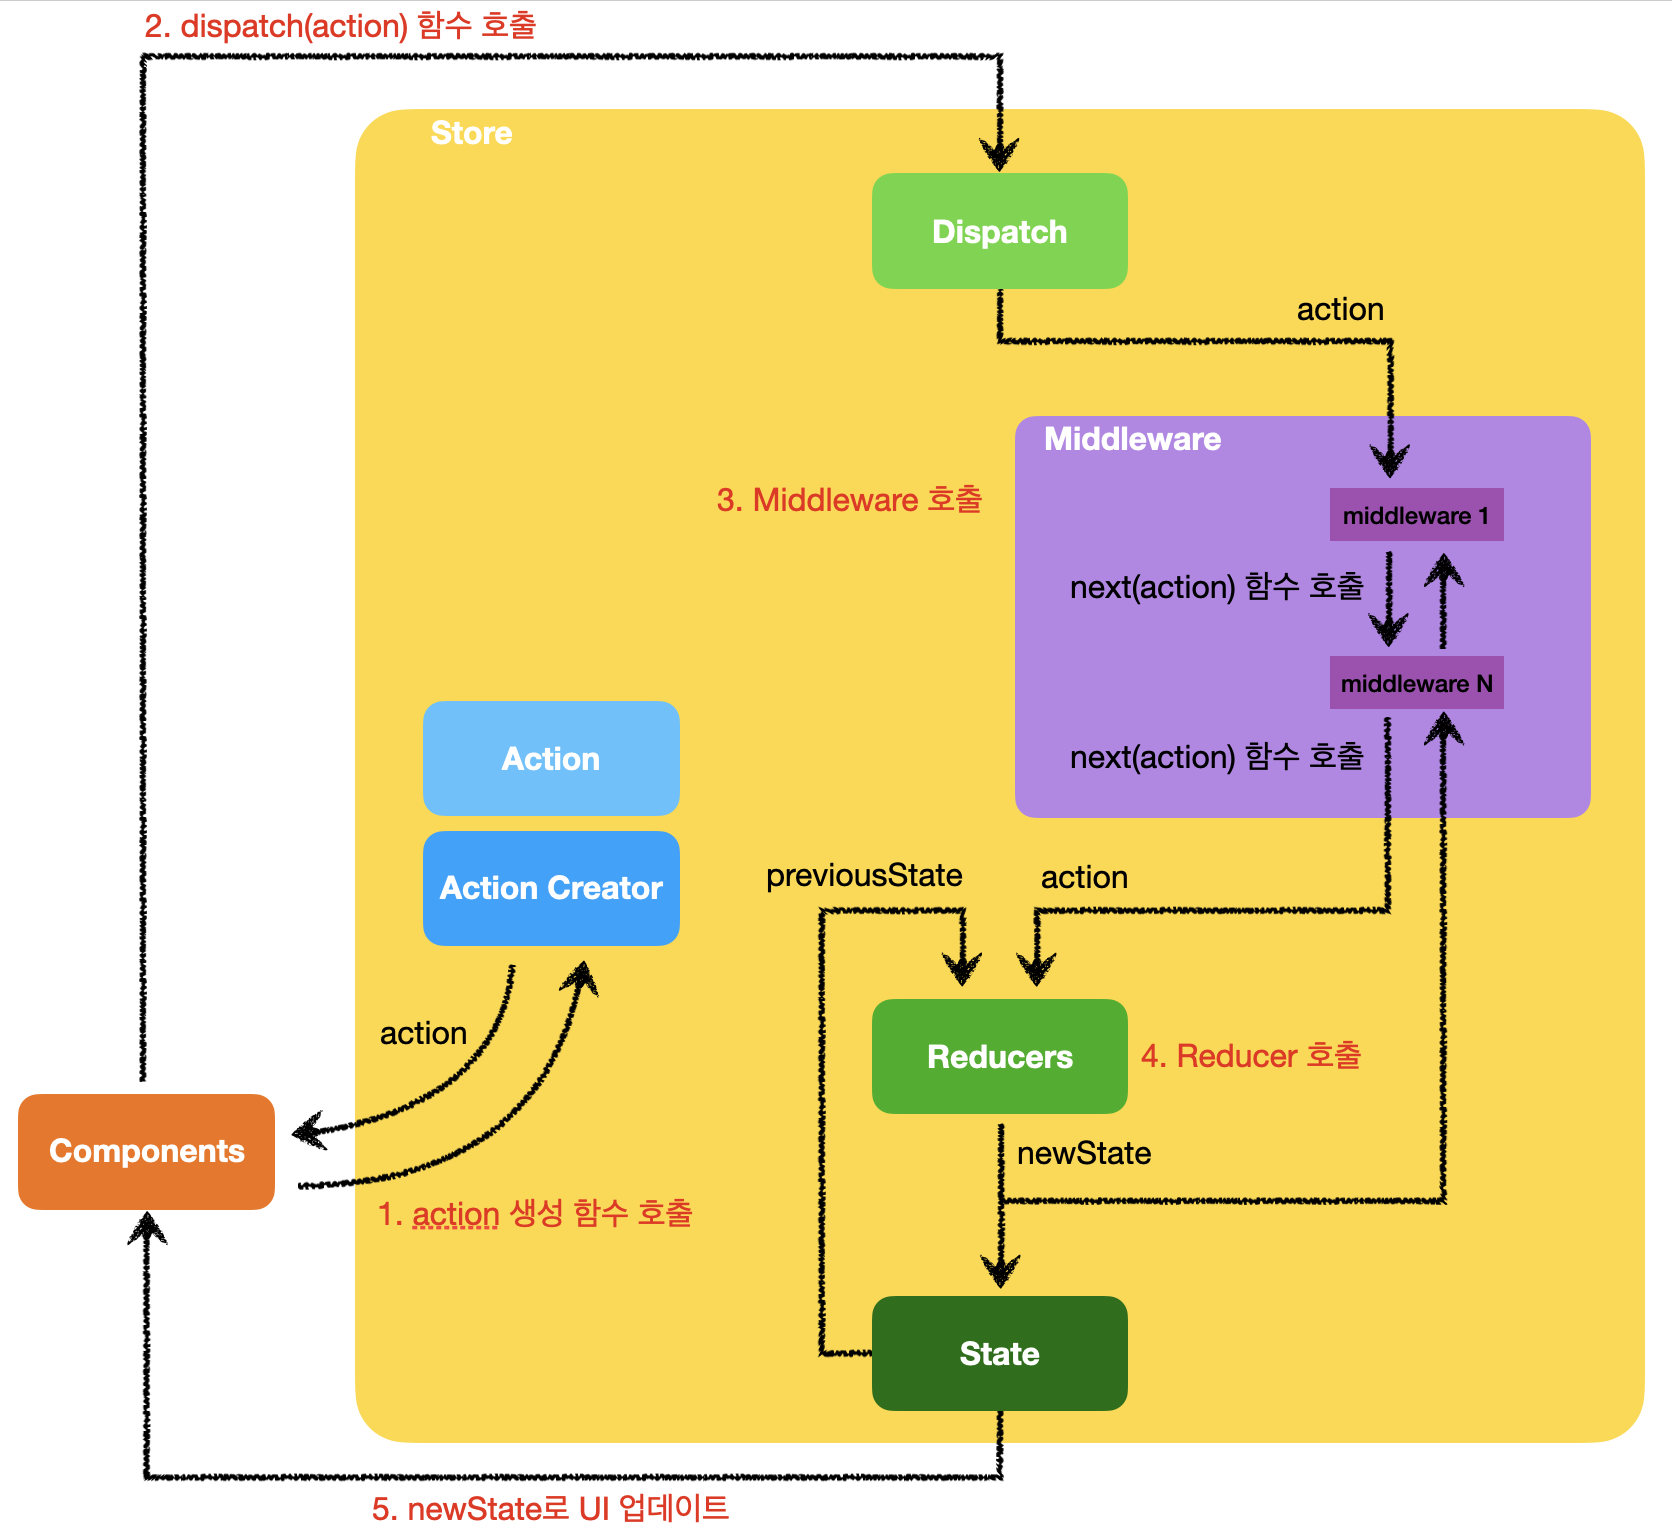 2. dispatch(action) 함수 호출
Store
Dispatch
action
Middleware
3. Middleware 호출
middleware 1
next(action) 함수 호출
middleware N
next(action) 함수 호출
Action
Action Creator
previousState
action
action
Reducers
4. Reducer 호출
Components
newState
1. action 생성 함수 호출
State
5. newState로 UI 업데이트